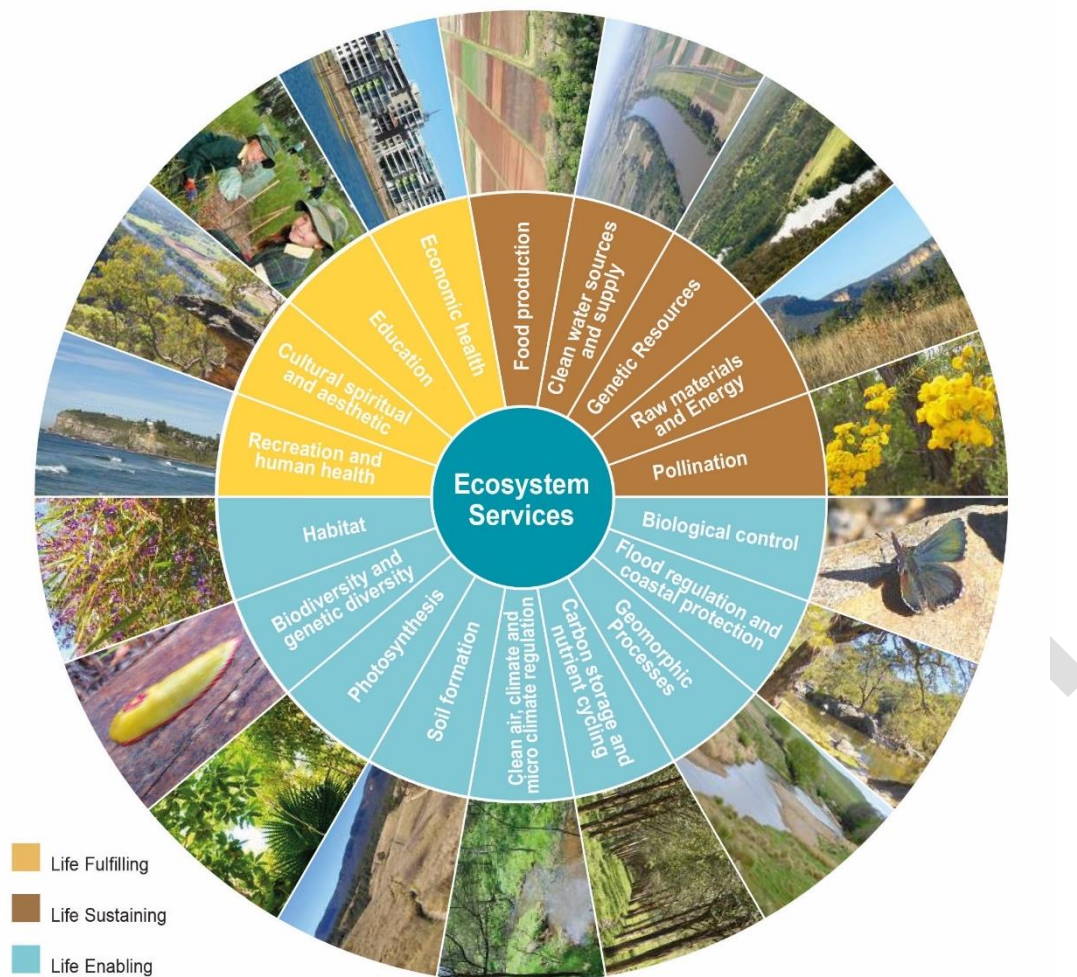 Economic health
Food production
Clean water sources
and supply
Genetic Resources
Raw materials
and Energy
Pollination
Education
Cultural spiritual
and aesthetic
Recreation and
human health
Ecosystem
Services
Habitat
Biodiversity and
genetic diversity
Photosynthesis
Soil formation
Clean air, climate and
micro climate regulation
Carbon storage and
nutrient cycling
Geomorphic
Processes
Flood regulation and
coastal protection
Biological control
Life Fulfilling
Life Sustaining
Life Enabling